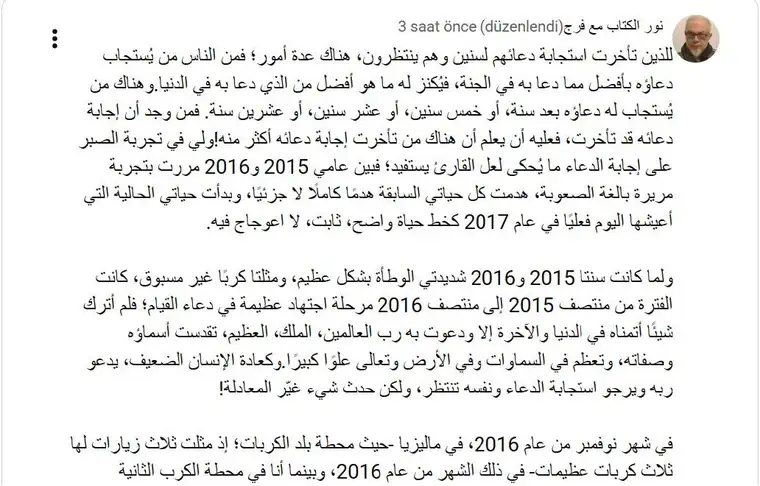 نور الكتاب مع فرج(düzenlendi) 3 saat önce
للذين تأخرت استجابة دعائهم لسنين وهم ينتظرون، هناك عدة أمور؛ فمن الناس من يُستجاب
دعاؤه بأفضل مما دعا به في الجنة، فيُكنز له ما هو أفضل من الذي دعا به في الدنيا.وهناك من
يُستجاب له دعاؤه بعد سنة، أو خمس سنين، أو عشر سنين، أو عشرين سنة. فمن وجد أن إجابة
دعائه قد تأخرت، فعليه أن يعلم أن هناك من تأخرت إجابة دعائه أكثر منه!ولي في تجربة الصبر
على إجابة الدعاء ما يُحكى لعل القارئ يستفيد؛ فبين عامي 2015 و2016 مررت بتجربة
مريرة بالغة الصعوبة، هدمت كل حياتي السابقة هدمًا كاملًا لا جزئيًا، وبدأت حياتي الحالية التي
أعيشها اليوم فعليًا في عام 2017 كخط حياة واضح، ثابت، لا اعوجاج فيه.
ولما كانت سنتا 2015 و2016 شديدتي الوطأة بشكل عظيم، ومثلتا كربًا غير مسبوق، كانت
الفترة من منتصف 2015 إلى منتصف 2016 مرحلة اجتهاد عظيمة في دعاء القيام؛ فلم أترك
شيئًا أتمناه في الدنيا والآخرة إلا ودعوت به رب العالمين، الملك، العظيم، تقدست أسماؤه
وصفاته، وتعظم في السماوات وفي الأرض وتعالى علوًا كبيرًا.وكعادة الإنسان الضعيف، يدعو
ربه ويرجو استجابة الدعاء ونفسه تنتظر، ولكن حدث شيء غيّر المعادلة!
في شهر نوفمبر من عام 2016، في ماليزيا -حيث محطة بلد الكربات؛ إذ مثلت ثلاث زيارات لها
ثلاث كربات عظيمات- في ذلك الشهر من عام 2016، وبينما أنا في محطة الكرب الثانية